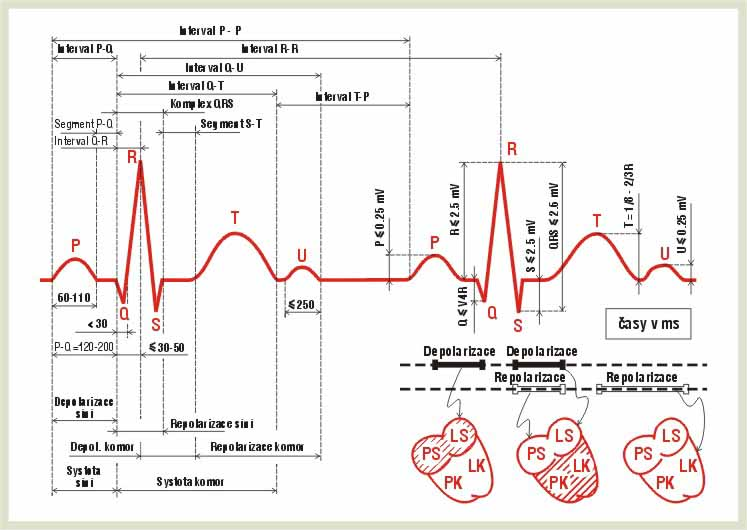 Interval P - P
Interval P-Q
Interval R-R
Interval Q-U
Interval Q-T
Interval T-P
Komplex QRS
Segment P-Q
Segment S-T
Interval Q-R
R
P
Q
S
T
U
60-110
< 30
P-Q =120-200
≤30-50
≤250
Depolarizace
siní
Repolarizace síní
Depol. komor
Repolarizace komor
Systola
síní
Systola komor
R
P
Q
S
T
U
P ≤0.25 mV
R ≤ 2.5 mV
Q ≤ 1/4R
S ≤ 2.5 mV
QRS ≤ 2.5 mV
T = 1/8 - 2/3R
U ≤ 0.25 mV
časy v ms
Depolarizace
Depolarizace
Repolarizace
Repolarizace
LS
PS
LK
PK
LS
PS
LK
PK
LS
PS
LK
PK